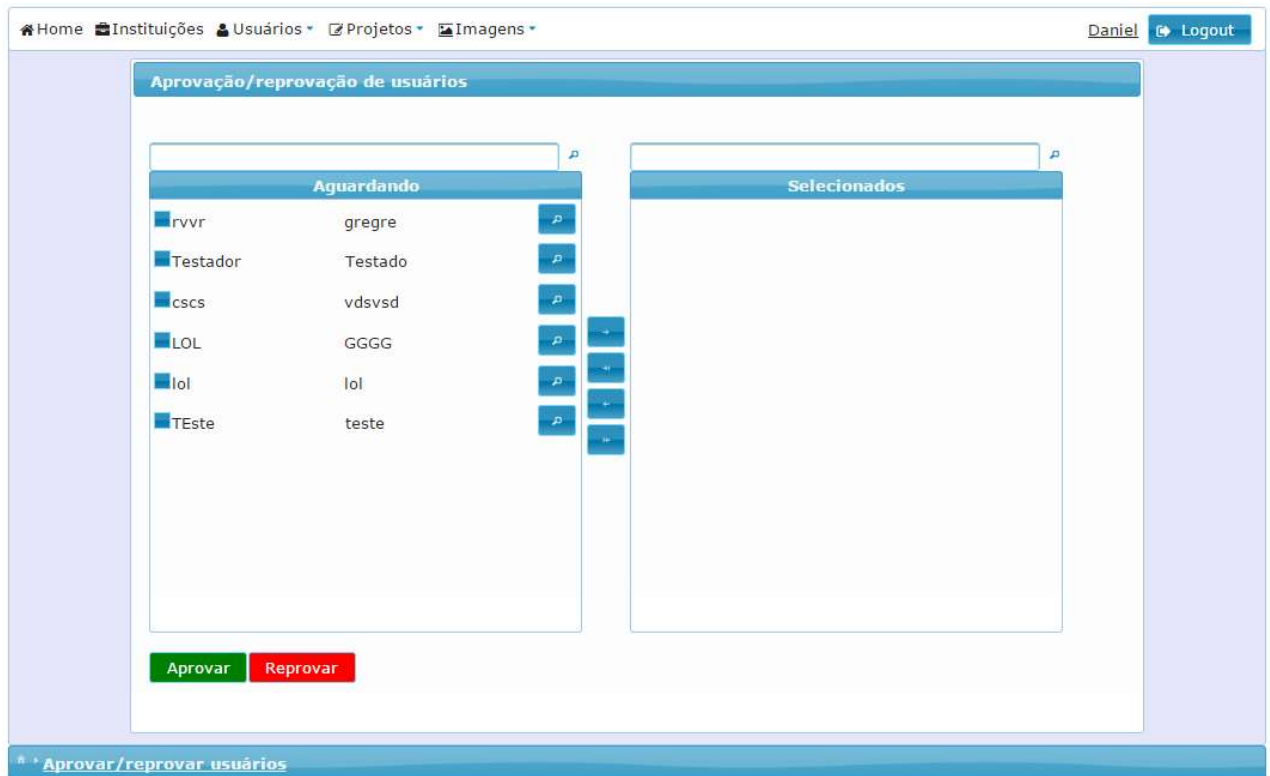 Home Instituições Usuários Projetos Imagens Daniel Logout
Aprovação/reprovação de usuários
Aguardando Selecionados
rvvr gregre
Testador Testado
cscs vdsvsd
LOL GGGG
lol lol
TEste teste
Aprovar Reprovar
Aprovar/reprovar usuários